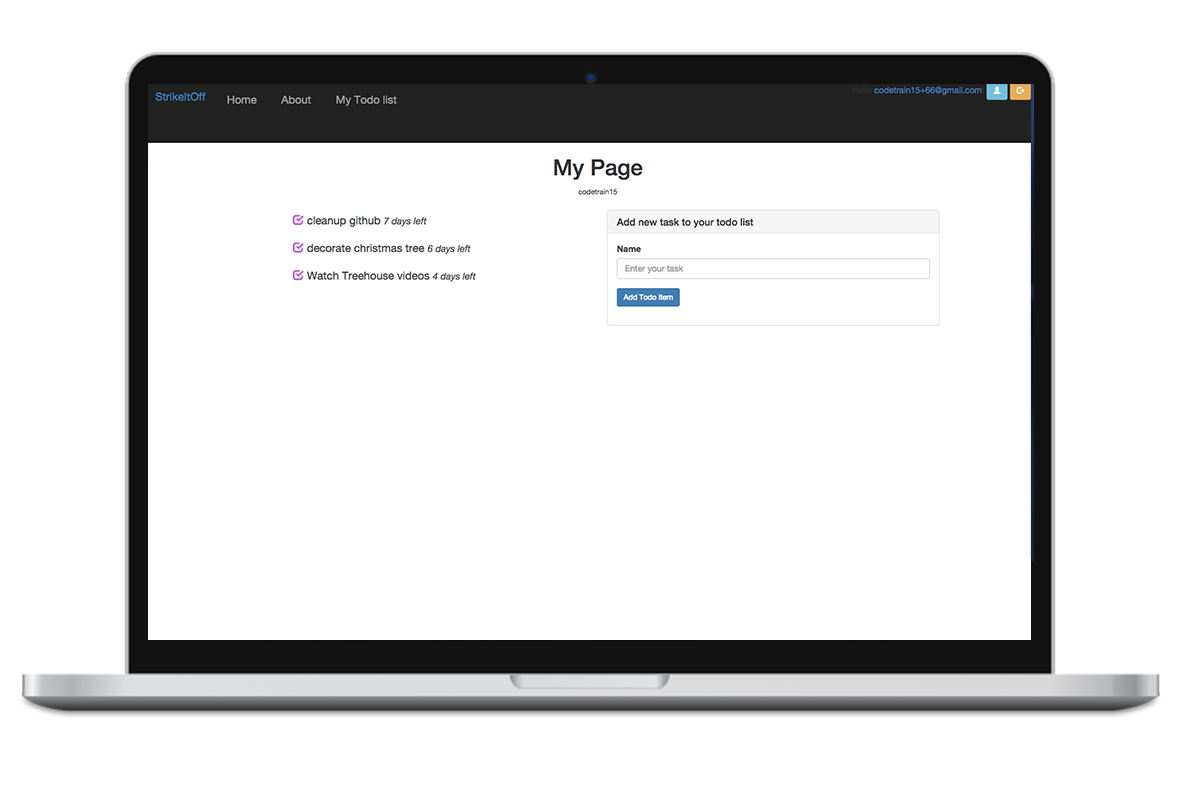 StrikeItOff Home About My Todo list Hello codetrain15+66@gmail.com
My Page
codetrain15
cleanup github 7 days left
decorate christmas tree 6 days left
Watch Treehouse videos 4 days left
Add new task to your todo list
Name
Enter your task
Add Todo Item